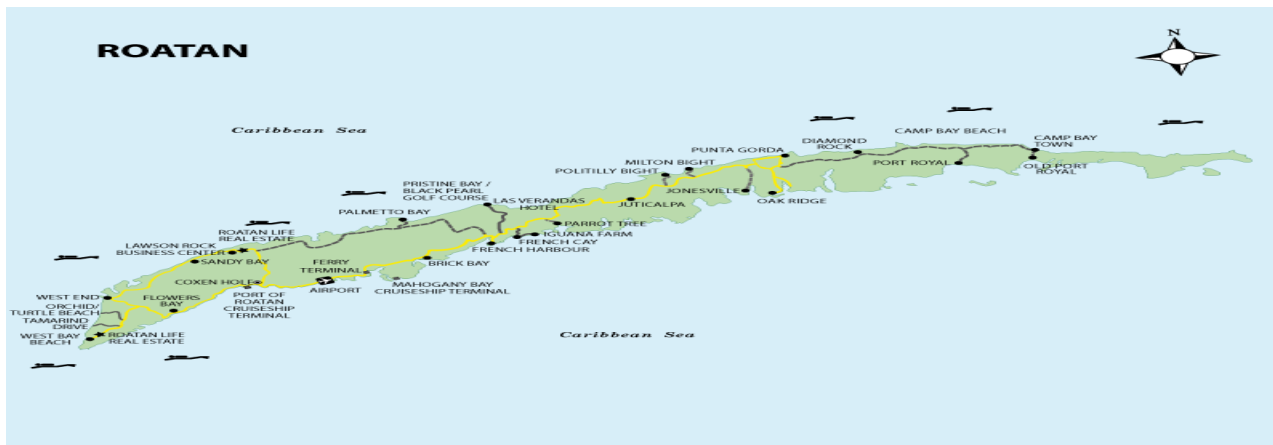 ROATAN
N
Caribbean Sea
CAMP BAY BEACH
DIAMOND
ROCK
CAMP BAY
TOWN
PUNTA GORDA
PORT ROYAL
OLD PORT
ROYAL
MILTON BIGHT
POLITILLY BIGHT
JONESVILLE
OAK RIDGE
PRISTINE BAY /
BLACK PEARL
GOLF COURSE
LAS VERANDAS
HOTEL
JUTICALPA
PALMETTO BAY
PARROT TREE
IGUANA FARM
FRENCH CAY
FRENCH HARBOUR
ROATAN LIFE
REAL ESTATE
LAWSON ROCK
BUSINESS CENTER
SANDY BAY
FERRY
TERMINAL
BRICK BAY
COXEN HOLE
AIRPORT
MAHOGANY BAY
CRUISESHIP TERMINAL
PORT OF
ROATAN
CRUISESHIP
TERMINAL
WEST END
FLOWERS
BAY
ORCHID/
TURTLE BEACH
TAMARIND
DRIVE
WEST BAY
BEACH
ROATAN LIFE
REAL ESTATE
Caribbean Sea